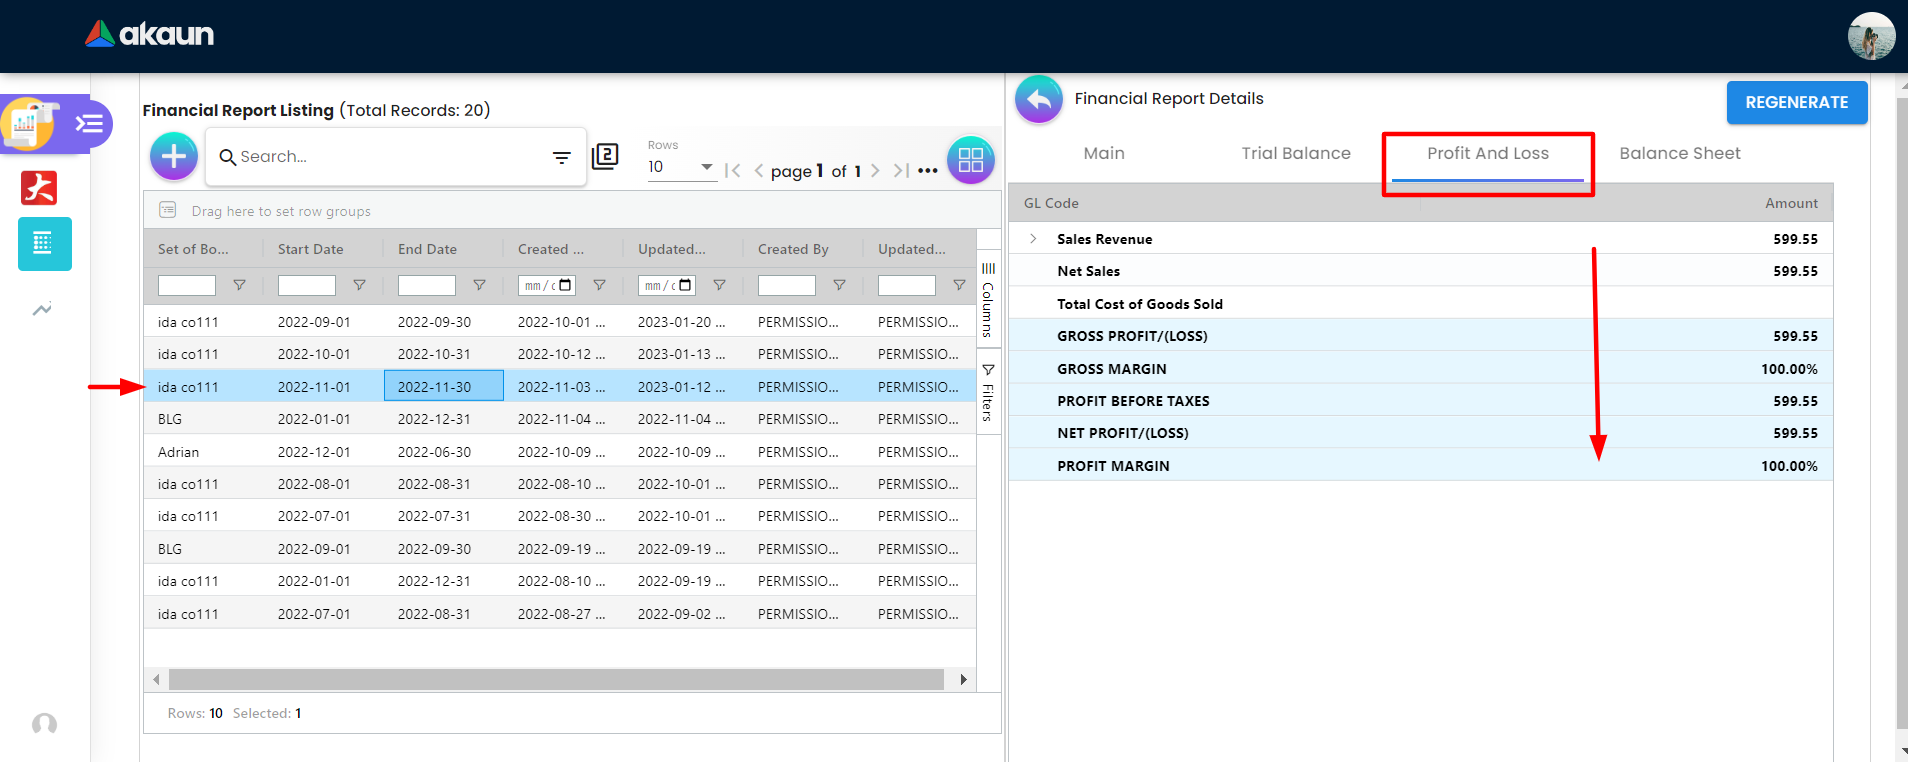 akaun
Financial Report Listing (Total Records: 20)
Search...
2
Rows
10
page 1 of 1
Drag here to set row groups
Set of Bo... Start Date End Date Created ... Updated... Created By Updated...
mm / mm /
ida co111 2022-09-01 2022-09-30 2022-10-01 ... 2023-01-20 ... PERMISSIO... PERMISSIO...
ida co111 2022-10-01 2022-10-31 2022-10-12 ... 2023-01-13 ... PERMISSIO... PERMISSIO...
ida co111 2022-11-01 2022-11-30 2022-11-03 ... 2023-01-12 ... PERMISSIO... PERMISSIO...
BLG 2022-01-01 2022-12-31 2022-11-04 ... 2022-11-04 ... PERMISSIO... PERMISSIO...
Adrian 2022-12-01 2022-06-30 2022-10-09 ... 2022-10-09 ... PERMISSIO... PERMISSIO...
ida co111 2022-08-01 2022-08-31 2022-08-10 ... 2022-10-01 ... PERMISSIO... PERMISSIO...
ida co111 2022-07-01 2022-07-31 2022-08-30 ... 2022-10-01 ... PERMISSIO... PERMISSIO...
BLG 2022-09-01 2022-09-30 2022-09-19 ... 2022-09-19 ... PERMISSIO... PERMISSIO...
ida co111 2022-01-01 2022-12-31 2022-08-10 ... 2022-09-19 ... PERMISSIO... PERMISSIO...
ida co111 2022-07-01 2022-08-31 2022-08-27 ... 2022-09-02 ... PERMISSIO... PERMISSIO...
Columns
Filters
Rows: 10 Selected: 1
Financial Report Details
REGENERATE
Main Trial Balance Profit And Loss Balance Sheet
GL Code Amount
Sales Revenue 599.55
Net Sales 599.55
Total Cost of Goods Sold
GROSS PROFIT/(LOSS) 599.55
GROSS MARGIN 100.00%
PROFIT BEFORE TAXES 599.55
NET PROFIT/(LOSS) 599.55
PROFIT MARGIN 100.00%